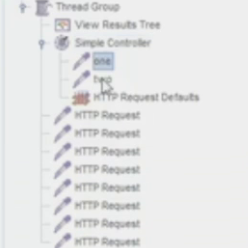 Thread Group
View Results Tree
Simple Controller
one
two
HTTP Request Defaults
HTTP Request
HTTP Request
HTTP Request
HTTP Request
HTTP Request
HTTP Request
HTTP Request
HTTP Request